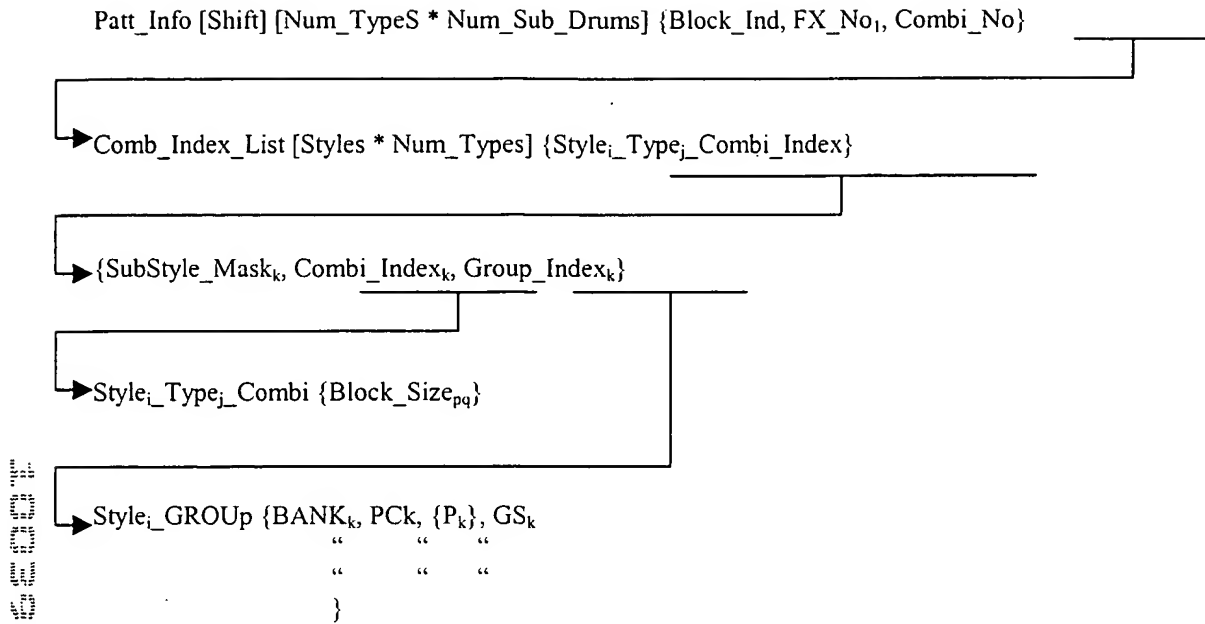 Patt_Info [Shift] [Num_TypeS * Num_Sub_Drums] {Block_Ind, FX_No₁, Combi_No}
Comb_Index_List [Styles * Num_Types] {Styleᵢ_Typeⱼ_Combi_Index}
{SubStyle_Maskₖ, Combi_Indexₖ, Group_Indexₖ}
Styleᵢ_Typeⱼ_Combi {Block_Size_pq}
Styleᵢ_GROUp {BANKₖ, PCk, {Pₖ}, GSₖ
“ “ “
“ “ “
}